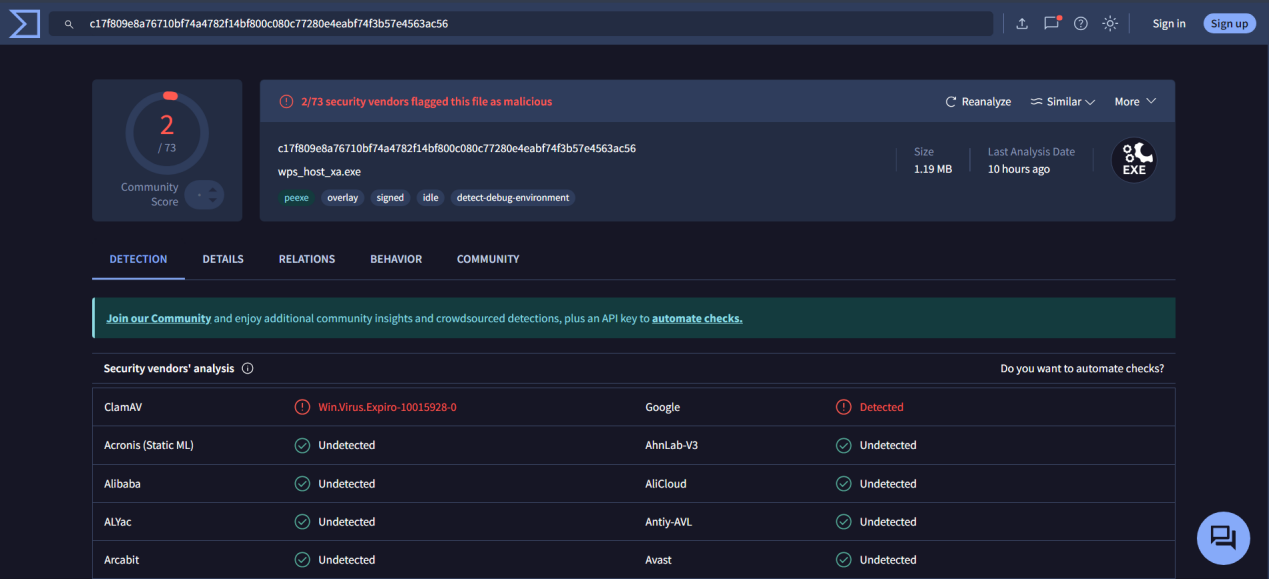 c17f809e8a76710bf74a4782f14bf800c080c77280e4eabf74f3b57e4563ac56
Sign in
Sign up
2
/ 73
Community
Score
2/73 security vendors flagged this file as malicious
Reanalyze
Similar
More
c17f809e8a76710bf74a4782f14bf800c080c77280e4eabf74f3b57e4563ac56
wps_host_xa.exe
peexe
overlay
signed
idle
detect-debug-environment
Size
1.19 MB
Last Analysis Date
10 hours ago
EXE
DETECTION
DETAILS
RELATIONS
BEHAVIOR
COMMUNITY
Join our Community and enjoy additional community insights and crowdsourced detections, plus an API key to automate checks.
Security vendors' analysis
Do you want to automate checks?
ClamAV
Win.Virus.Expiro-10015928-0
Google
Detected
Acronis (Static ML)
Undetected
AhnLab-V3
Undetected
Alibaba
Undetected
AliCloud
Undetected
ALYac
Undetected
Antiy-AVL
Undetected
Arcabit
Undetected
Avast
Undetected